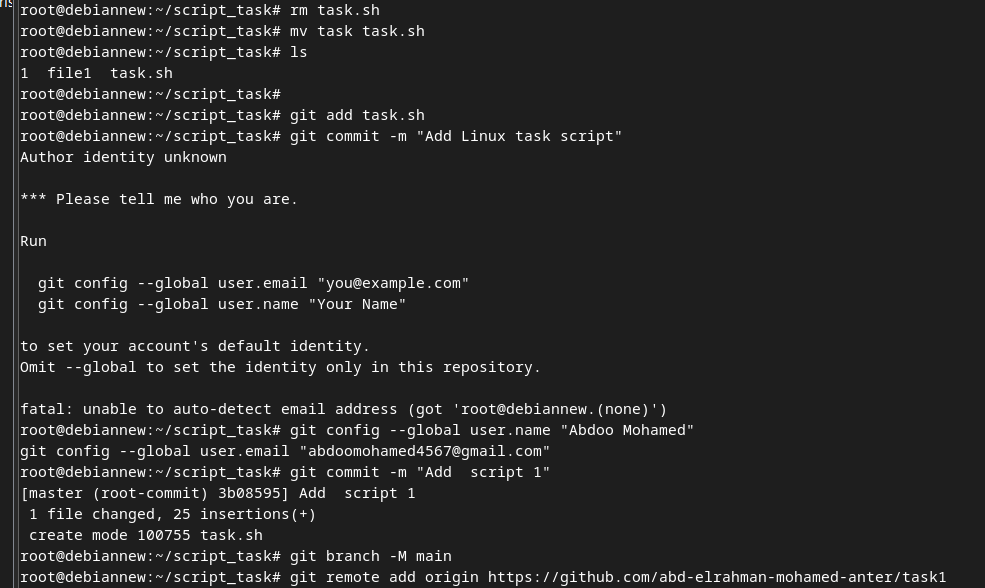 root@debiannew:~/script_task# rm task.sh
root@debiannew:~/script_task# mv task task.sh
root@debiannew:~/script_task# ls
1  file1  task.sh
root@debiannew:~/script_task#
root@debiannew:~/script_task# git add task.sh
root@debiannew:~/script_task# git commit -m "Add Linux task script"
Author identity unknown

*** Please tell me who you are.

Run

  git config --global user.email "you@example.com"
  git config --global user.name "Your Name"

to set your account's default identity.
Omit --global to set the identity only in this repository.

fatal: unable to auto-detect email address (got 'root@debiannew.(none)')
root@debiannew:~/script_task# git config --global user.name "Abdoo Mohamed"
git config --global user.email "abdoomohamed4567@gmail.com"
root@debiannew:~/script_task# git commit -m "Add  script 1"
[master (root-commit) 3b08595] Add  script 1
 1 file changed, 25 insertions(+)
 create mode 100755 task.sh
root@debiannew:~/script_task# git branch -M main
root@debiannew:~/script_task# git remote add origin https://github.com/abd-elrahman-mohamed-anter/task1